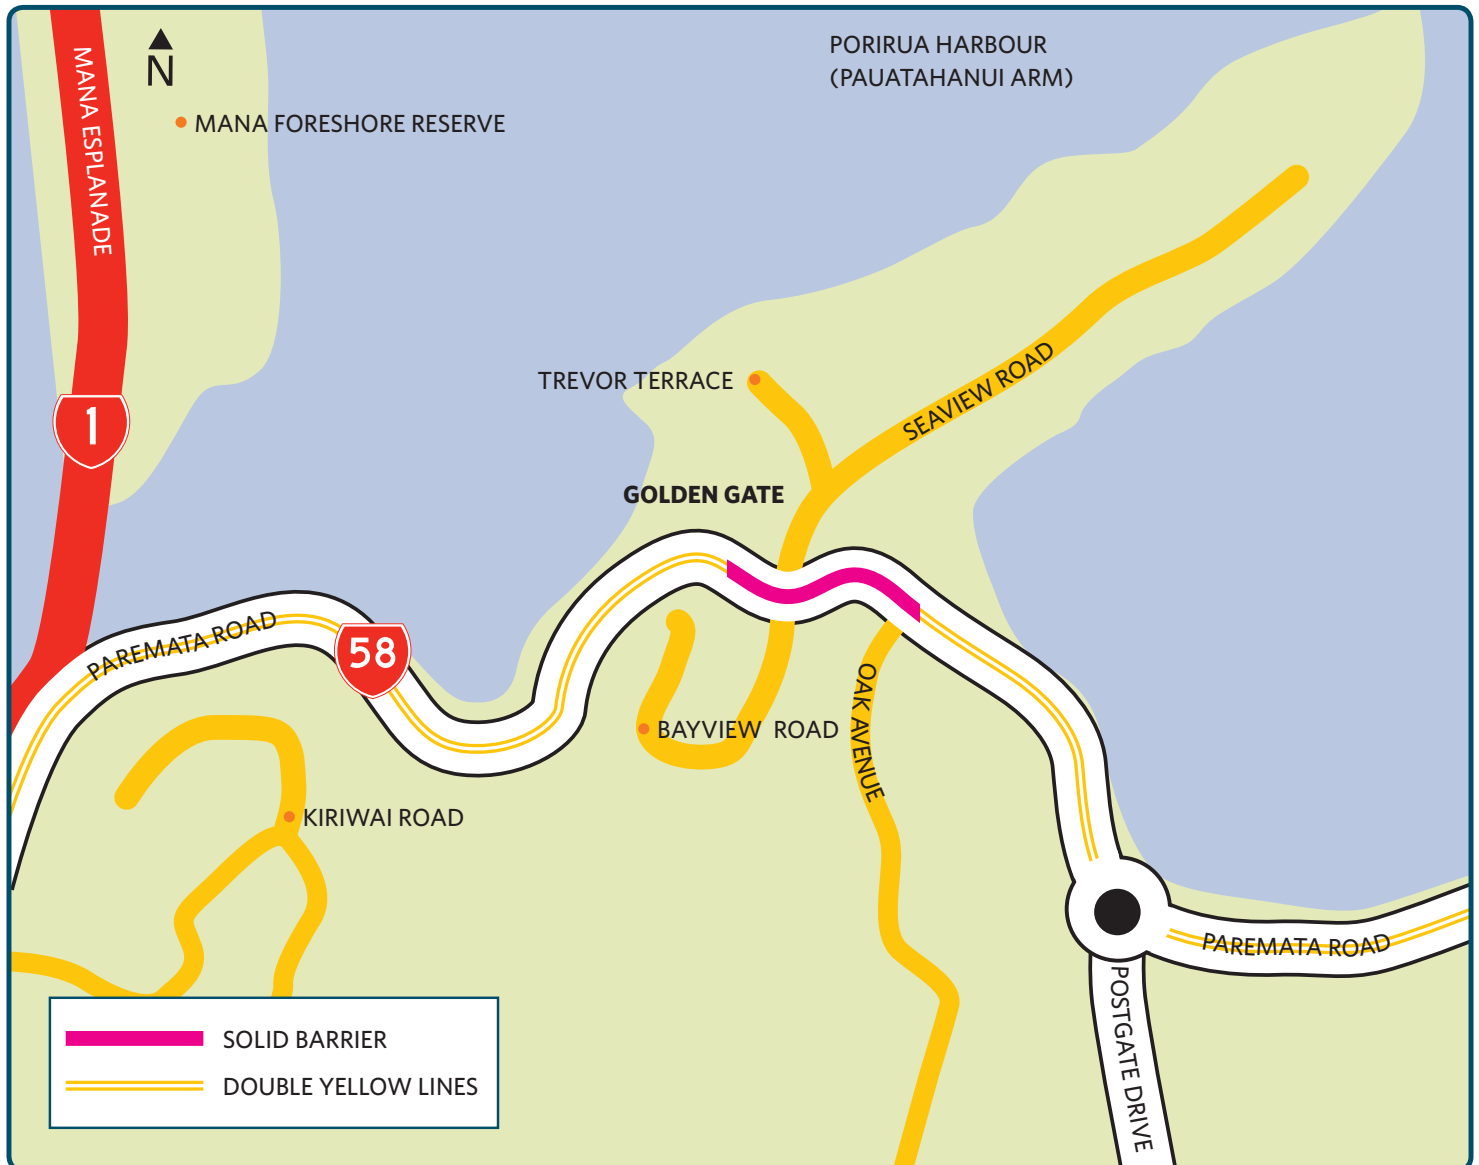 PORIRUA HARBOUR
(PAUATAHANUI ARM)
MANA ESPLANADE
N
MANA FORESHORE RESERVE
TREVOR TERRACE
SEAVIEW ROAD
1
GOLDEN GATE
PAREMATA ROAD
58
OAK AVENUE
BAYVIEW ROAD
KIRIWAI ROAD
PAREMATA ROAD
POSTGATE DRIVE
SOLID BARRIER
DOUBLE YELLOW LINES